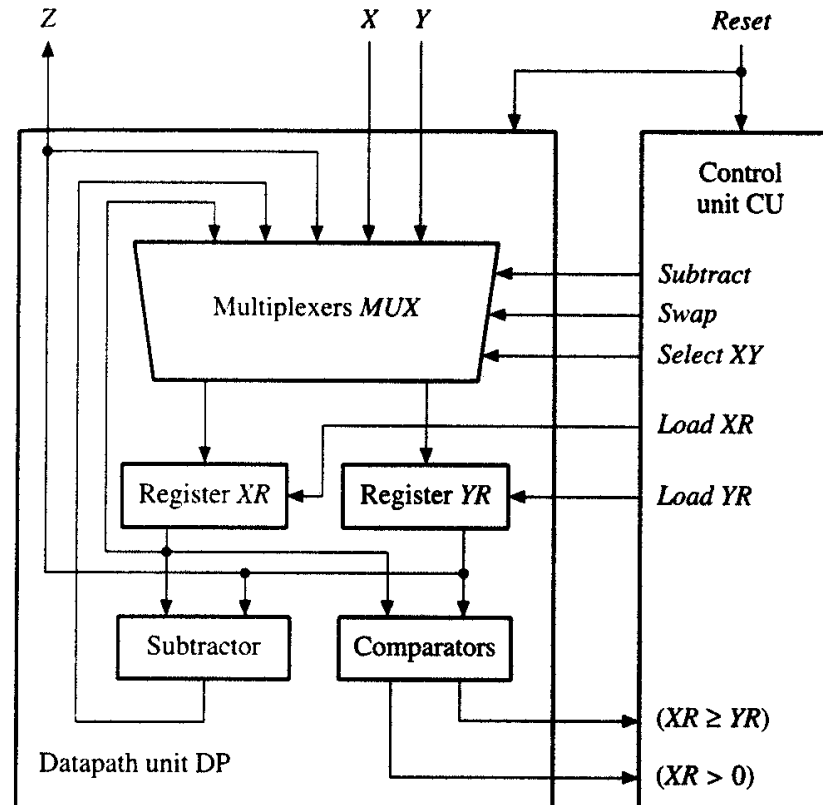 Z X Y Reset
Control
unit CU
Multiplexers MUX
Subtract
Swap
Select XY
Load XR
Register XR
Register YR
Load YR
Subtractor
Comparators
(XR ≥ YR)
Datapath unit DP
(XR > 0)